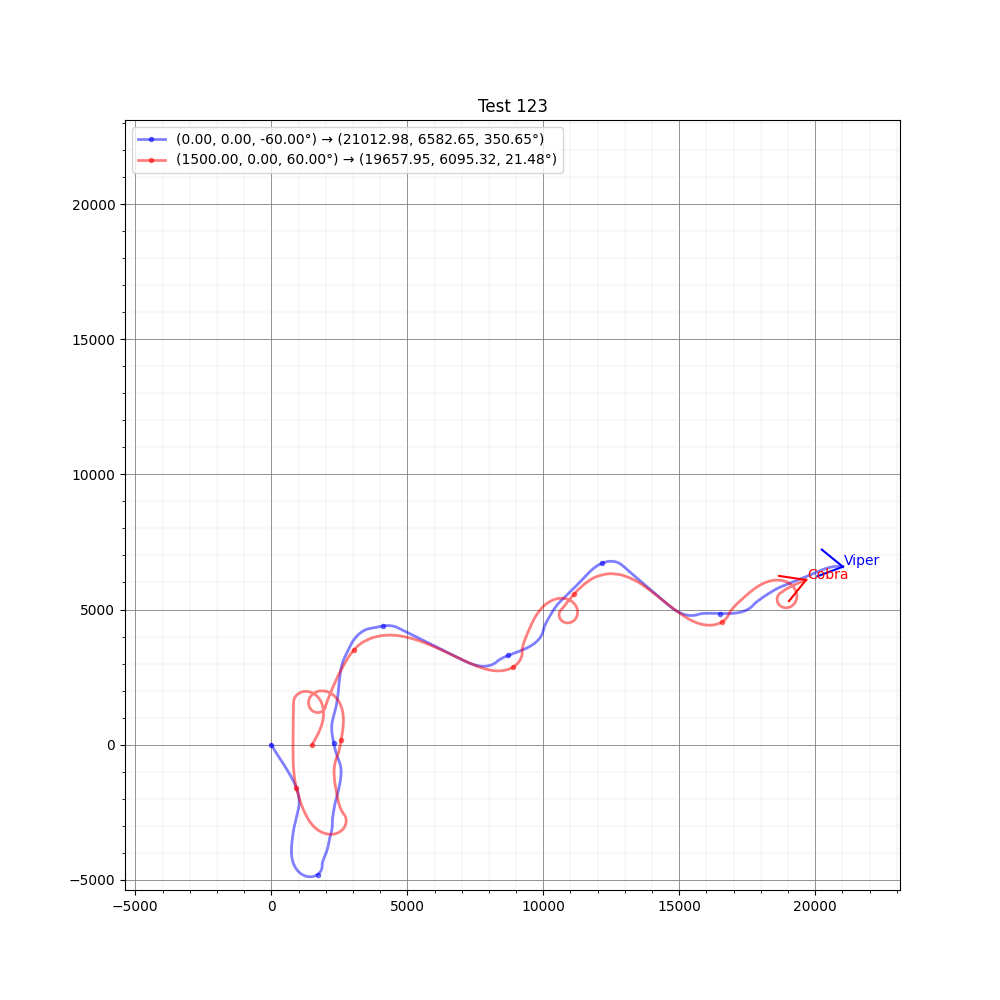 Test 123
(0.00, 0.00, -60.00°) → (21012.98, 6582.65, 350.65°)
(1500.00, 0.00, 60.00°) → (19657.95, 6095.32, 21.48°)
20000
15000
10000
Viper
Cobra
5000
0
−5000
−5000 0 5000 10000 15000 20000